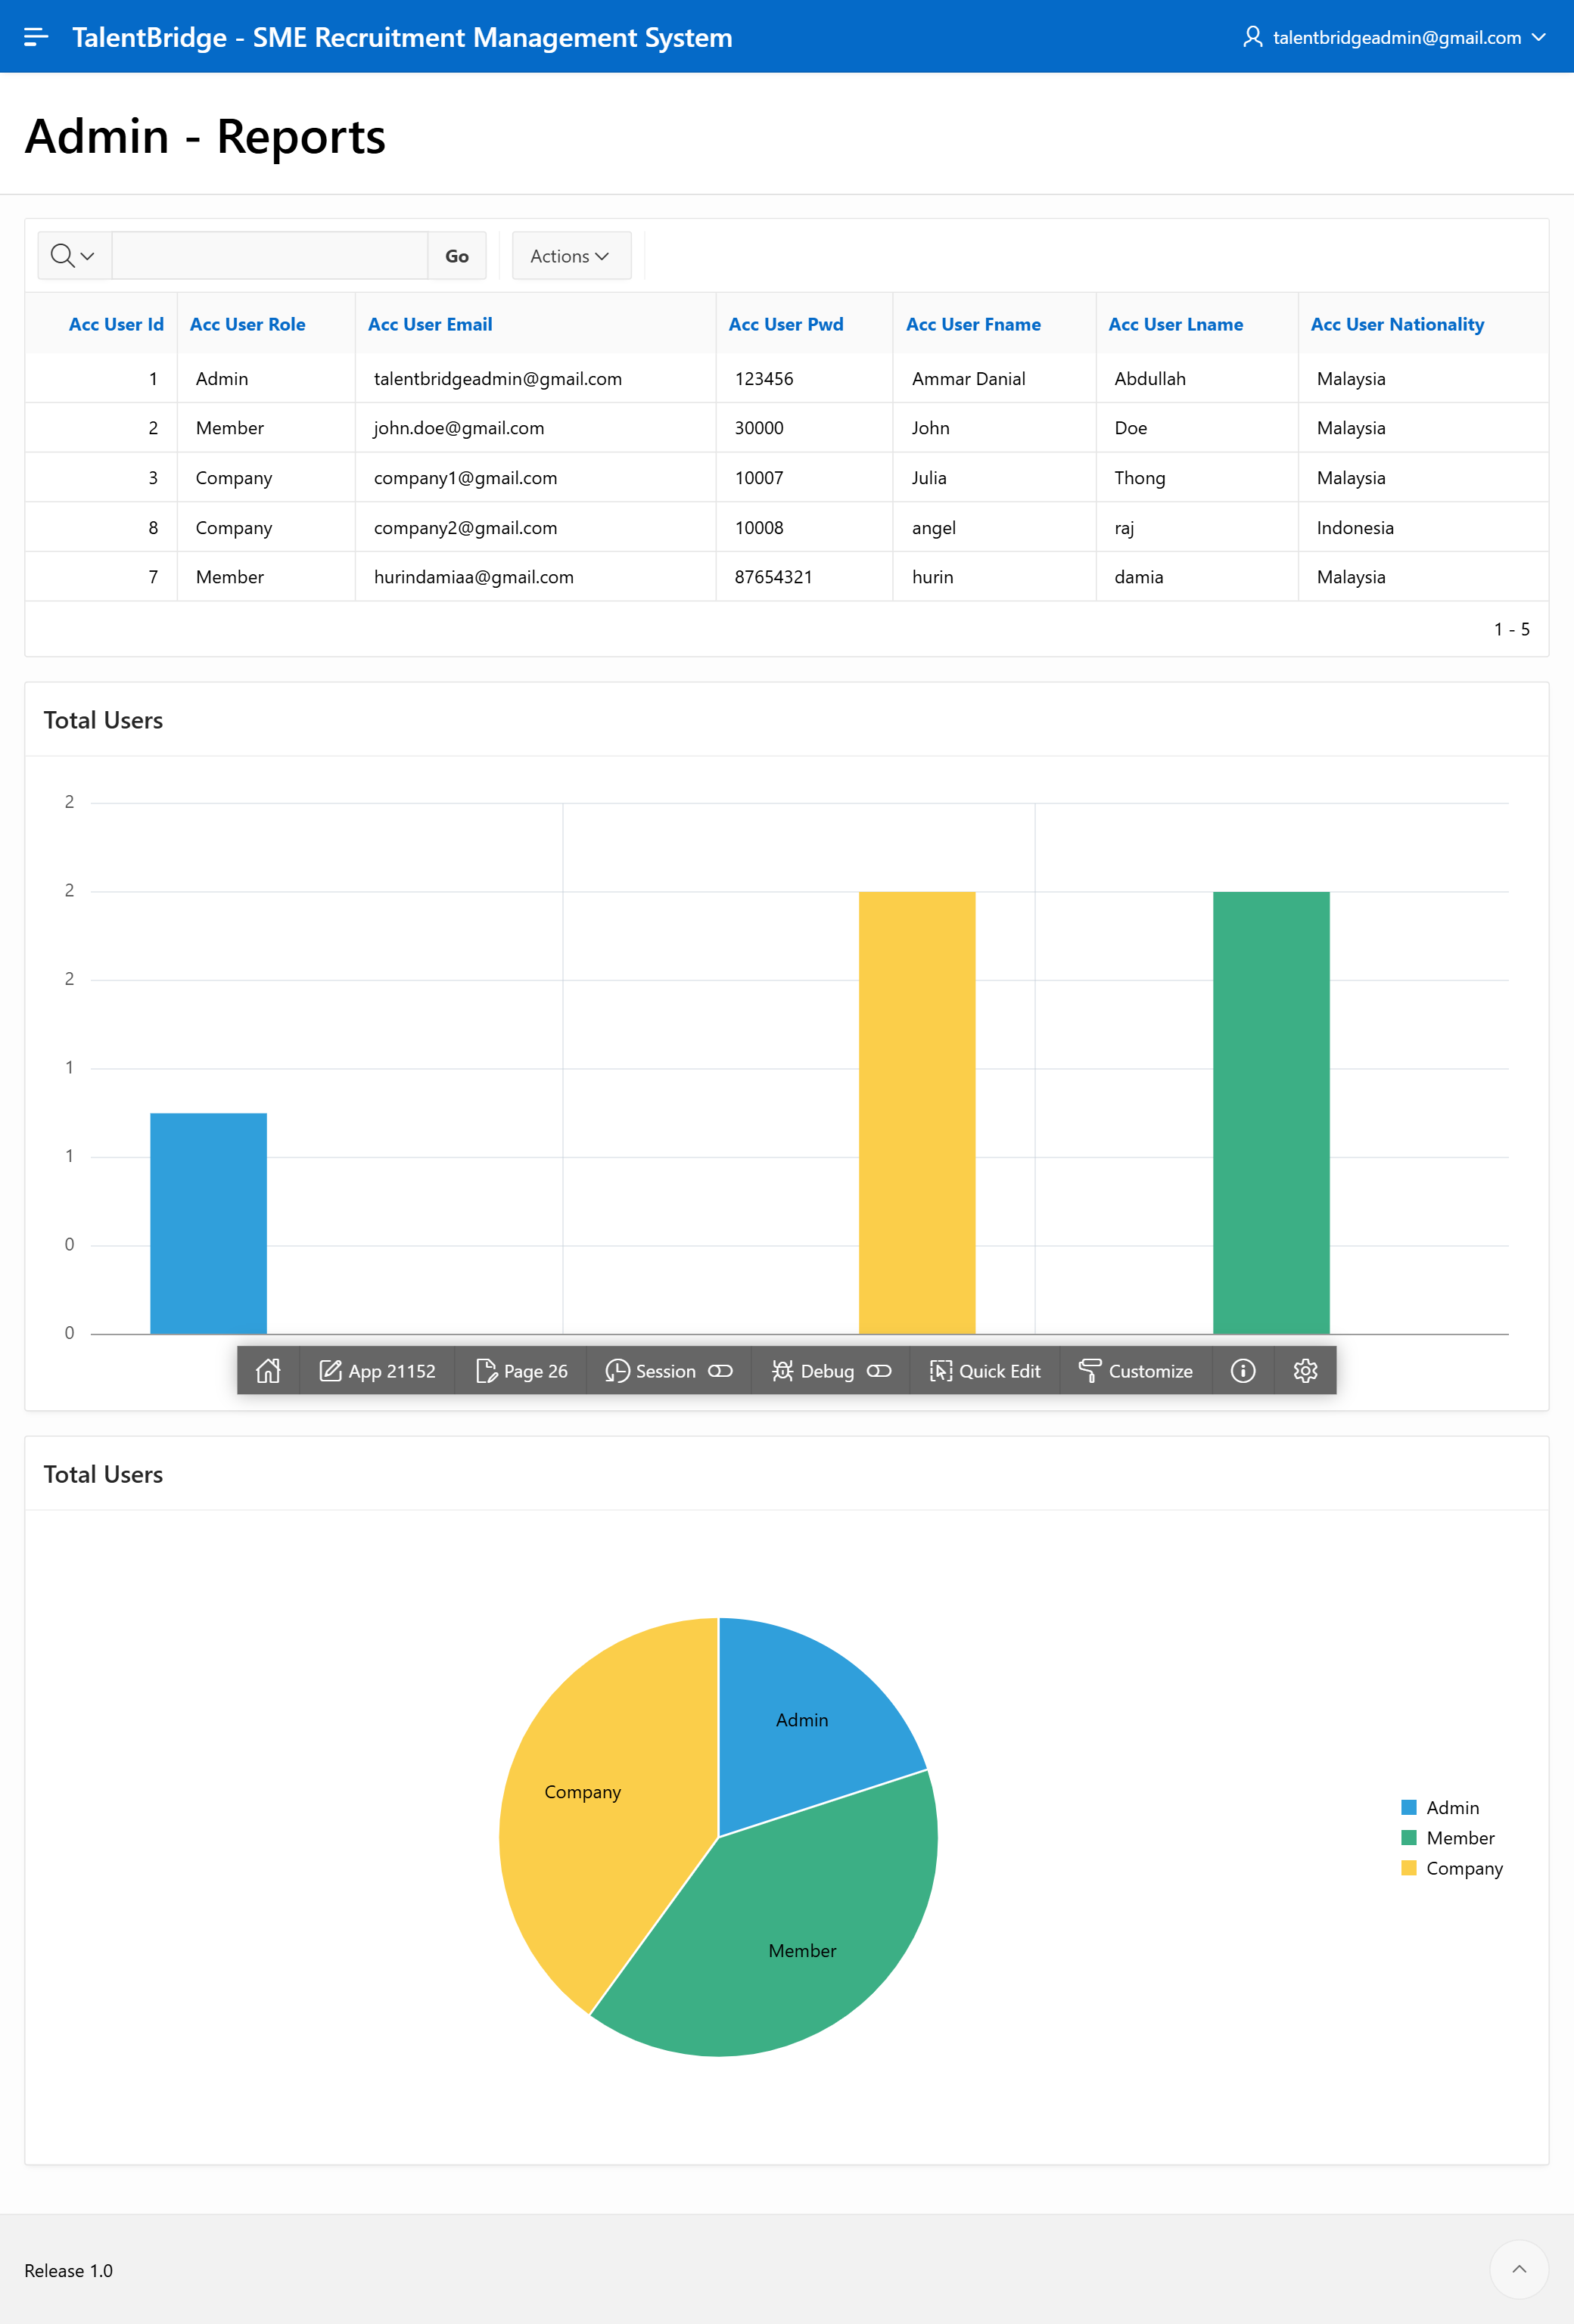 TalentBridge - SME Recruitment Management System talentbridgeadmin@gmail.com
Admin - Reports
Go Actions
Acc User Id Acc User Role Acc User Email Acc User Pwd Acc User Fname Acc User Lname Acc User Nationality
1 Admin talentbridgeadmin@gmail.com 123456 Ammar Danial Abdullah Malaysia
2 Member john.doe@gmail.com 30000 John Doe Malaysia
3 Company company1@gmail.com 10007 Julia Thong Malaysia
8 Company company2@gmail.com 10008 angel raj Indonesia
7 Member hurindamiaa@gmail.com 87654321 hurin damia Malaysia
1 - 5
Total Users
2
2
2
1
1
0
0
App 21152 Page 26 Session Debug Quick Edit Customize
Total Users
Admin
Company
Member
Admin
Member
Company
Release 1.0